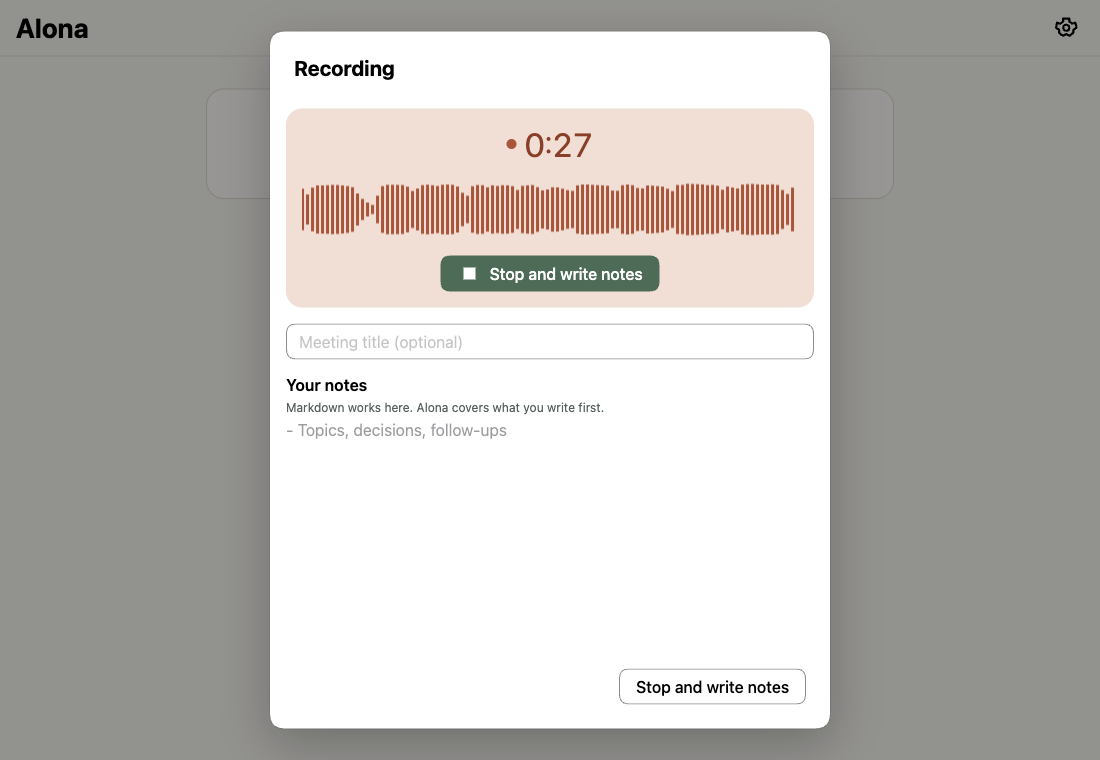 Alona
Recording
0:27
Stop and write notes
Meeting title (optional)
Your notes
Markdown works here. Alona covers what you write first.
- Topics, decisions, follow-ups
Stop and write notes